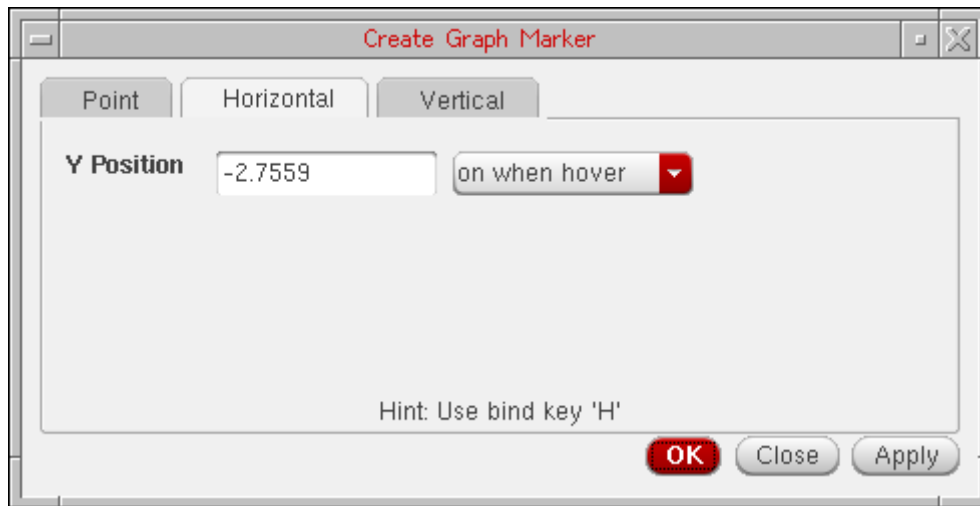 Create Graph Marker
Point Horizontal Vertical
Y Position -2.7559 on when hover
Hint: Use bind key 'H'
OK Close Apply